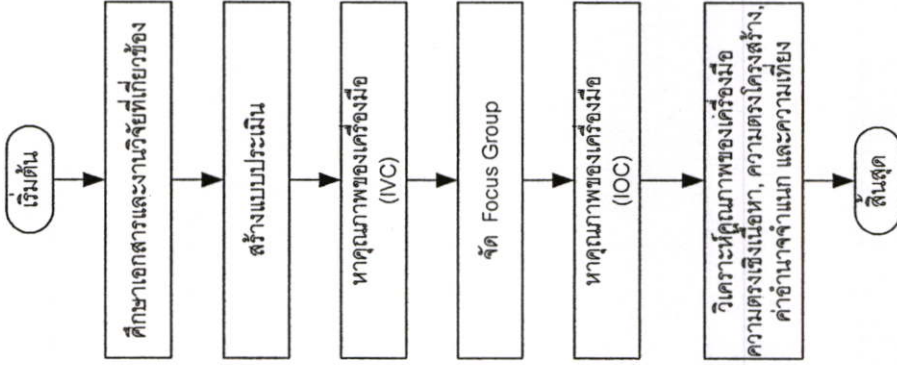 เริ่มต้น
ศึกษาเอกสารและงานวิจัยที่เกี่ยวข้อง
สร้างแบบประเมิน
หาคุณภาพของเครื่องมือ
(IVC)
จัด Focus Group
หาคุณภาพของเครื่องมือ
(IOC)
วิเคราะห์คุณภาพของเครื่องมือ
ความตรงเชิงเนื้อหา, ความตรงโครงสร้าง,
ค่าอำนาจจำแนก และความเที่ยง
สิ้นสุด